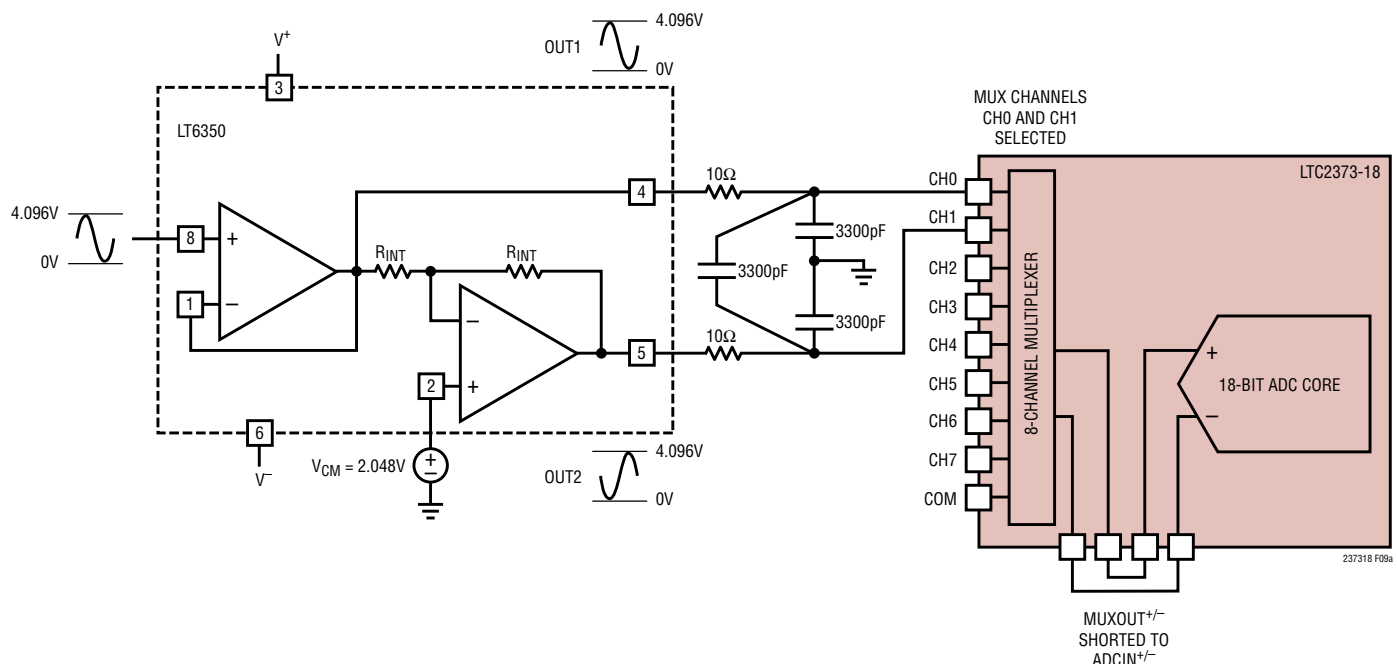 V+
3
OUT1
4.096V
0V
LT6350
4.096V
0V
8
+
1
–
RINT
RINT
–
+
2
4
5
6
V–
VCM = 2.048V
+
–
OUT2
4.096V
0V
10Ω
10Ω
3300pF
3300pF
3300pF
MUX CHANNELS
CH0 AND CH1
SELECTED
LTC2373-18
CH0
CH1
CH2
CH3
CH4
CH5
CH6
CH7
COM
8-CHANNEL MULTIPLEXER
+
18-BIT ADC CORE
–
237318 F09a
MUXOUT+/–
SHORTED TO
ADCIN+/–